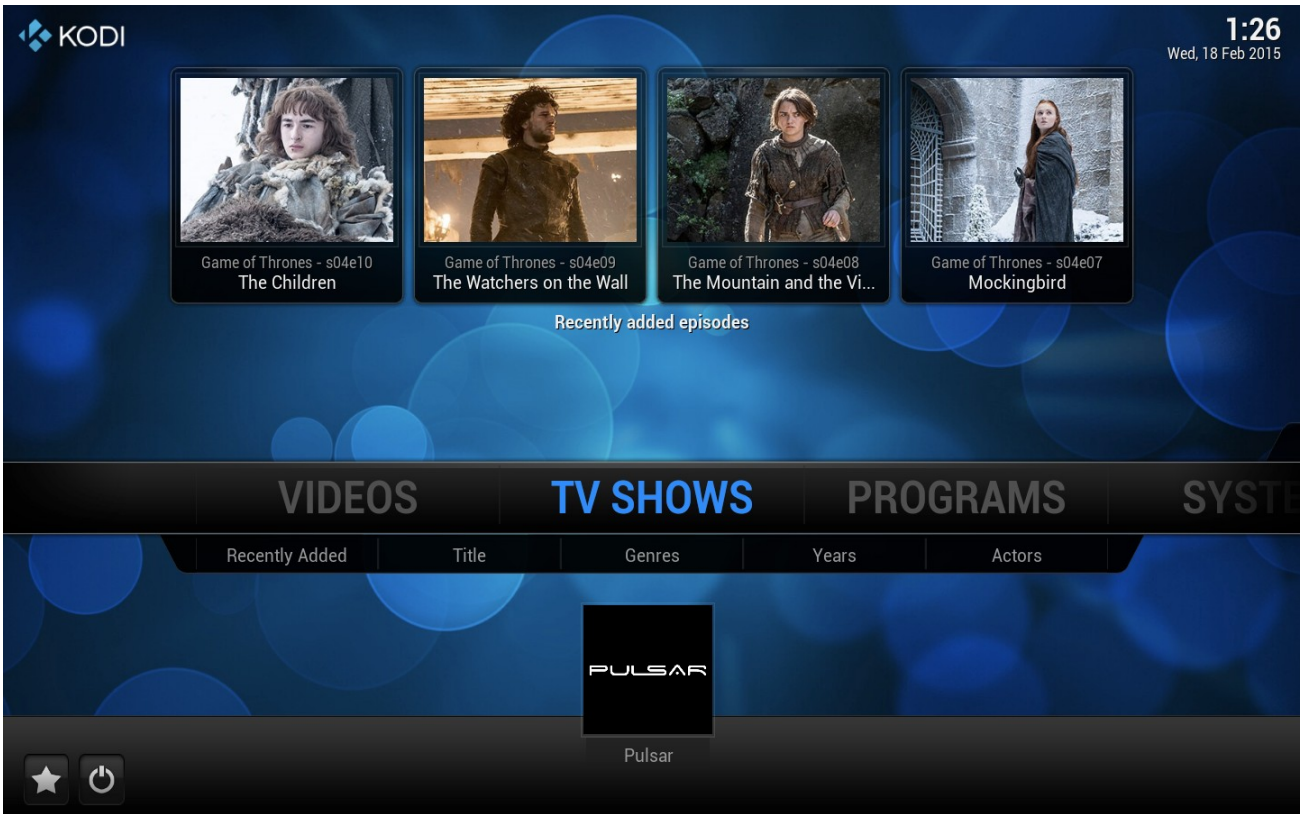 KODI
1:26
Wed, 18 Feb 2015
Game of Thrones - s04e10
The Children
Game of Thrones - s04e09
The Watchers on the Wall
Game of Thrones - s04e08
The Mountain and the Vi...
Game of Thrones - s04e07
Mockingbird
Recently added episodes
VIDEOS
TV SHOWS
PROGRAMS
SYSTE
Recently Added
Title
Genres
Years
Actors
PULSAR
Pulsar